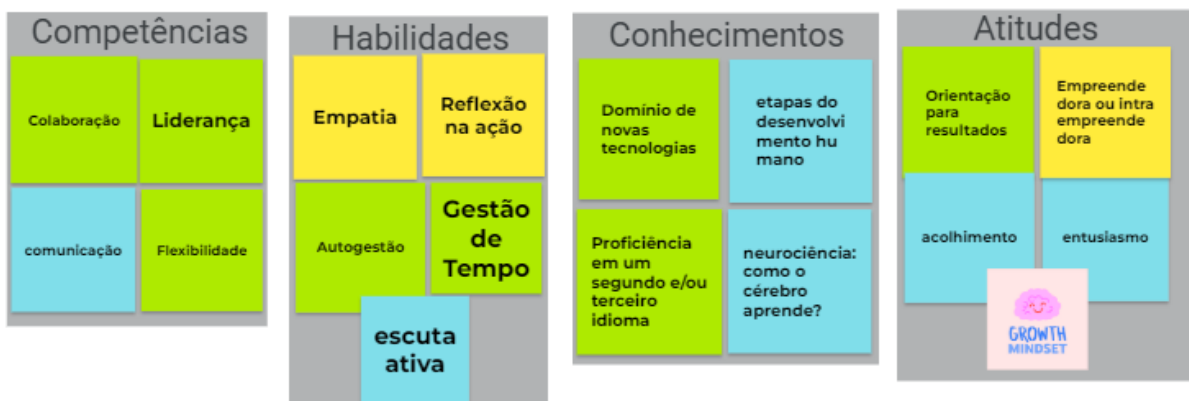 Competências
Colaboração
Liderança
comunicação
Flexibilidade
Habilidades
Empatia
Reflexão
na ação
Autogestão
Gestão
de
Tempo
escuta
ativa
Conhecimentos
Domínio de
novas
tecnologias
etapas do
desenvolvi
mento hu
mano
Proficiência
em um
segundo e/ou
terceiro
idioma
neurociência:
como o
cérebro
aprende?
Atitudes
Orientação
para
resultados
Empreende
dora ou intra
empreende
dora
acolhimento
entusiasmo
GROWTH
MINDSET